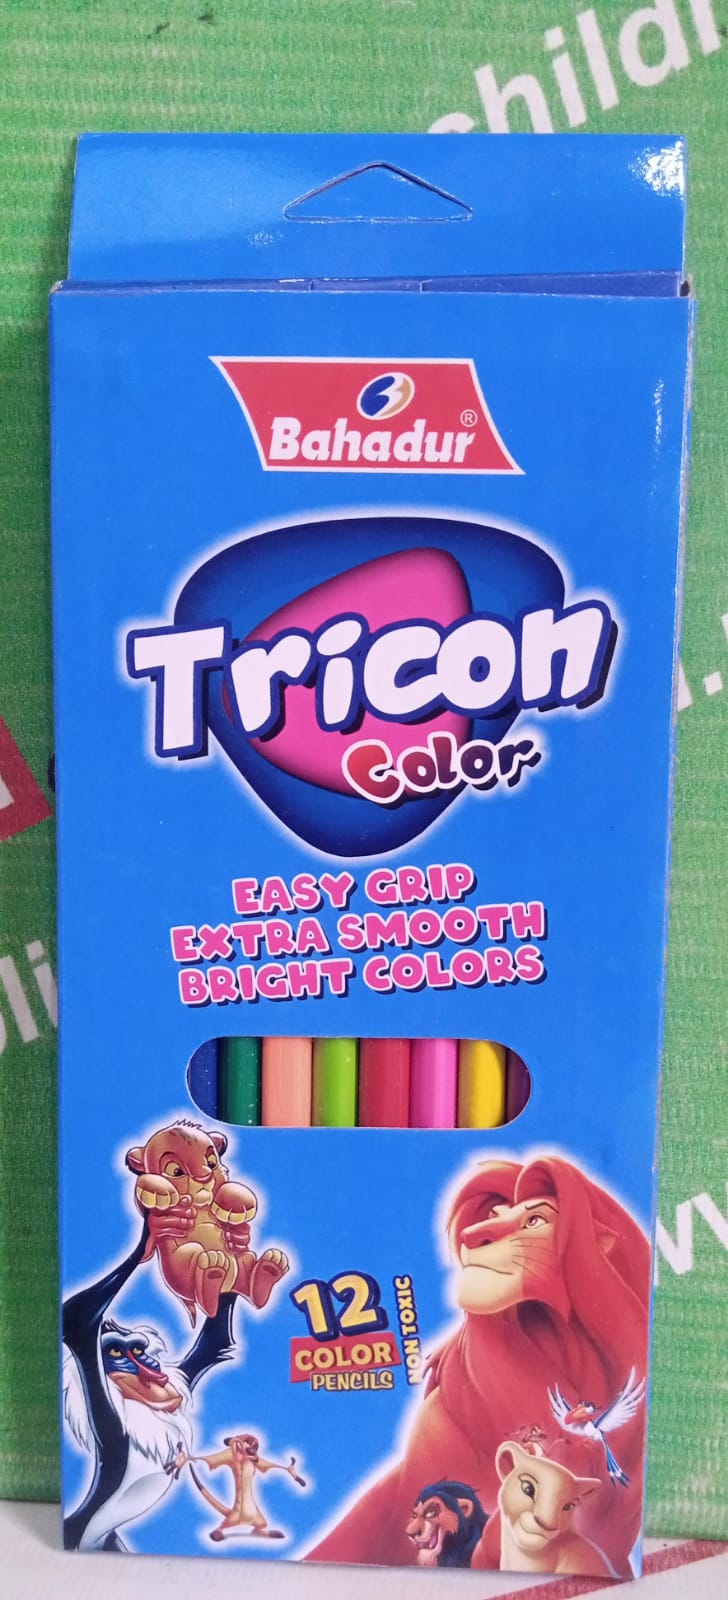 Bahadur®
Tricon
Color
EASY GRIP
EXTRA SMOOTH
BRIGHT COLORS
12
COLOR
PENCILS
NON TOXIC